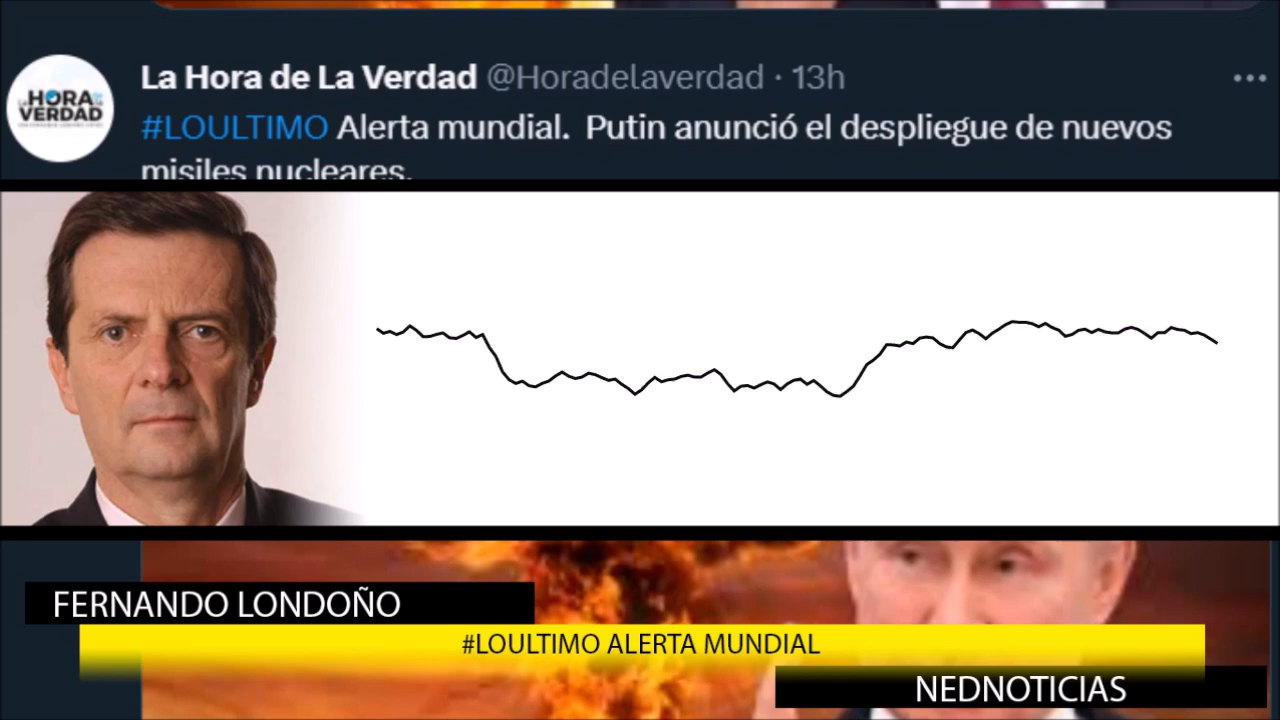 La Hora de La Verdad @Horadelaverdad · 13h
HORA
VERDAD
#LOULTIMO Alerta mundial. Putin anunció el despliegue de nuevos
misiles nucleares.
FERNANDO LONDOÑO
#LOULTIMO ALERTA MUNDIAL
NEDNOTICIAS